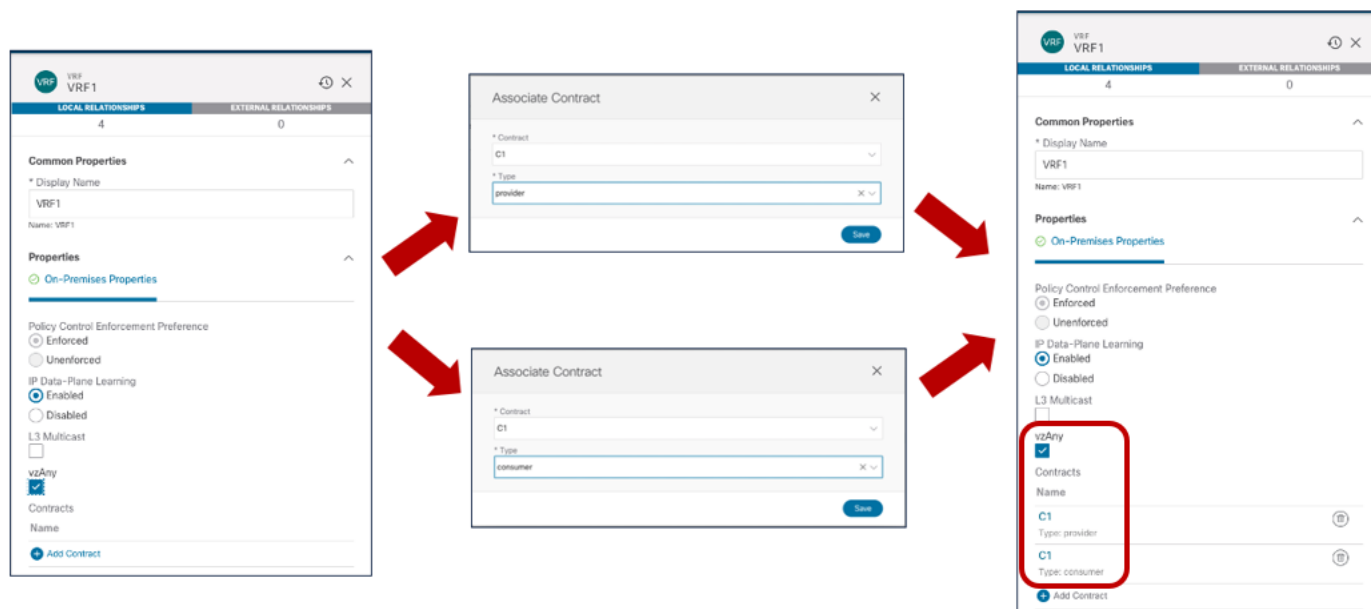 VRF
VRF
VRF1
LOCAL RELATIONSHIPS
EXTERNAL RELATIONSHIPS
4
0
Common Properties
* Display Name
VRF1
Name: VRF1
Properties
On-Premises Properties
Policy Control Enforcement Preference
Enforced
Unenforced
IP Data-Plane Learning
Enabled
Disabled
L3 Multicast
vzAny
Contracts
Name
Add Contract
Associate Contract
* Contract
C1
* Type
provider
Save
Associate Contract
* Contract
C1
* Type
consumer
Save
VRF
VRF
VRF1
LOCAL RELATIONSHIPS
EXTERNAL RELATIONSHIPS
4
0
Common Properties
* Display Name
VRF1
Name: VRF1
Properties
On-Premises Properties
Policy Control Enforcement Preference
Enforced
Unenforced
IP Data-Plane Learning
Enabled
Disabled
L3 Multicast
vzAny
Contracts
Name
C1
Type: provider
C1
Type: consumer
Add Contract